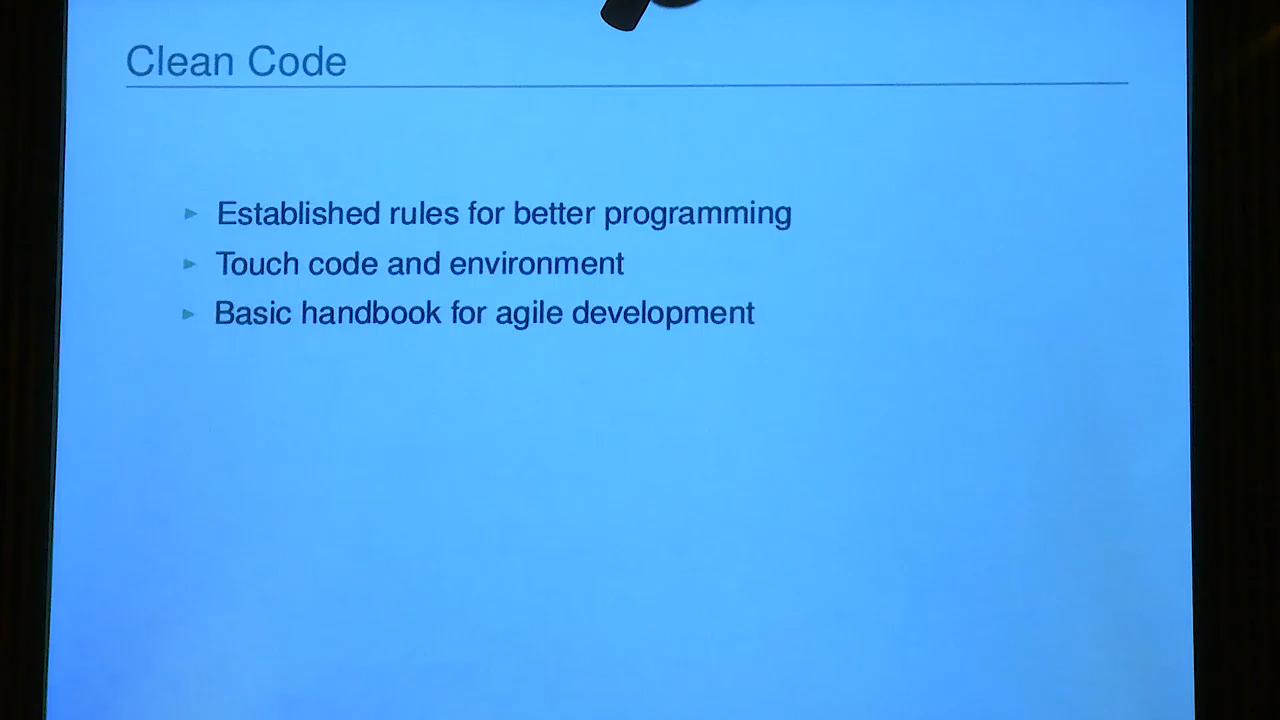 Clean Code
Established rules for better programming
Touch code and environment
Basic handbook for agile development